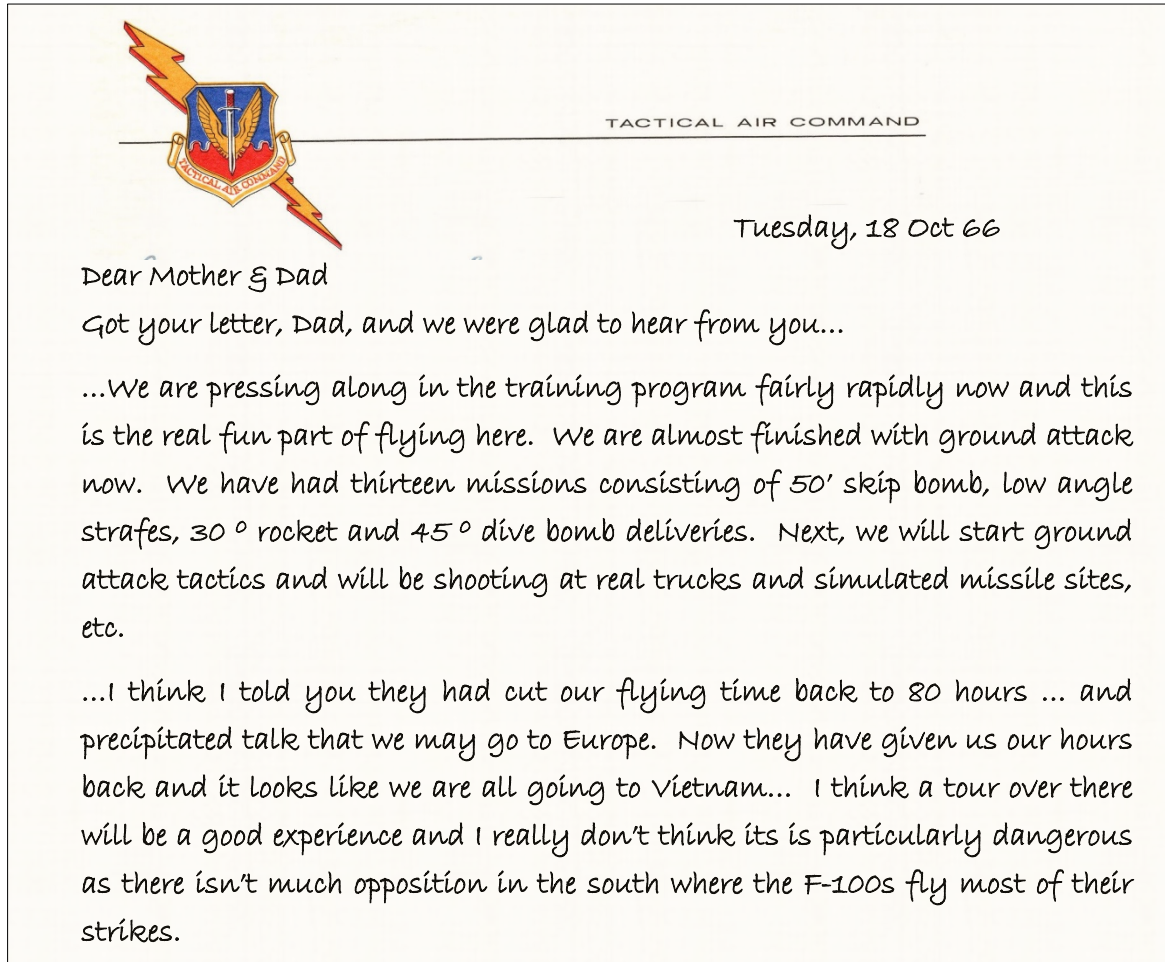 TACTICAL AIR COMMAND
TACTICAL AIR COMMAND
Tuesday, 18 Oct 66
Dear Mother & Dad
Got your letter, Dad, and we were glad to hear from you...
...We are pressing along in the training program fairly rapidly now and this
is the real fun part of flying here. We are almost finished with ground attack
now. We have had thirteen missions consisting of 50' skip bomb, low angle
strafes, 30 º rocket and 45 º dive bomb deliveries. Next, we will start ground
attack tactics and will be shooting at real trucks and simulated missile sites,
etc.
...I think I told you they had cut our flying time back to 80 hours ... and
precipitated talk that we may go to Europe. Now they have given us our hours
back and it looks like we are all going to Vietnam... I think a tour over there
will be a good experience and I really don't think its is particularly dangerous
as there isn't much opposition in the south where the F-100s fly most of their
strikes.